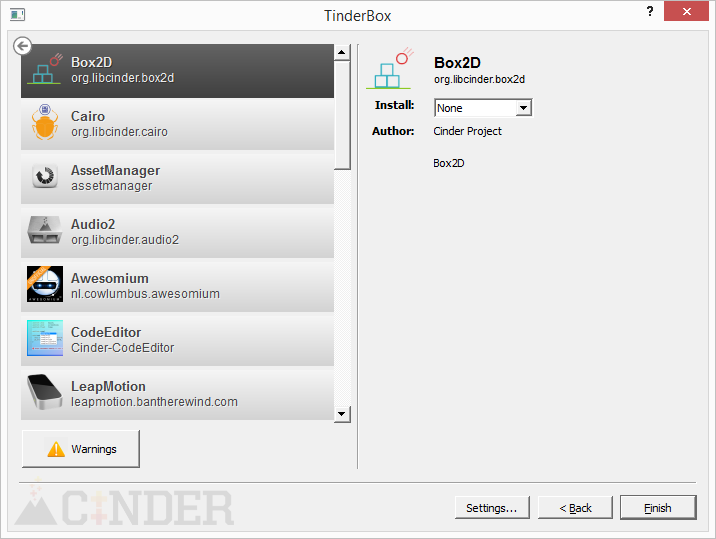 TinderBox
?
Box2D
org.libcinder.box2d
Cairo
org.libcinder.cairo
AssetManager
assetmanager
Audio2
org.libcinder.audio2
Awesomium
nl.cowlumbus.awesomium
CodeEditor
Cinder-CodeEditor
LeapMotion
leapmotion.bantherewind.com
Warnings
Box2D
org.libcinder.box2d
Install: None
Author: Cinder Project
Box2D
CINDER
Settings... < Back Finish